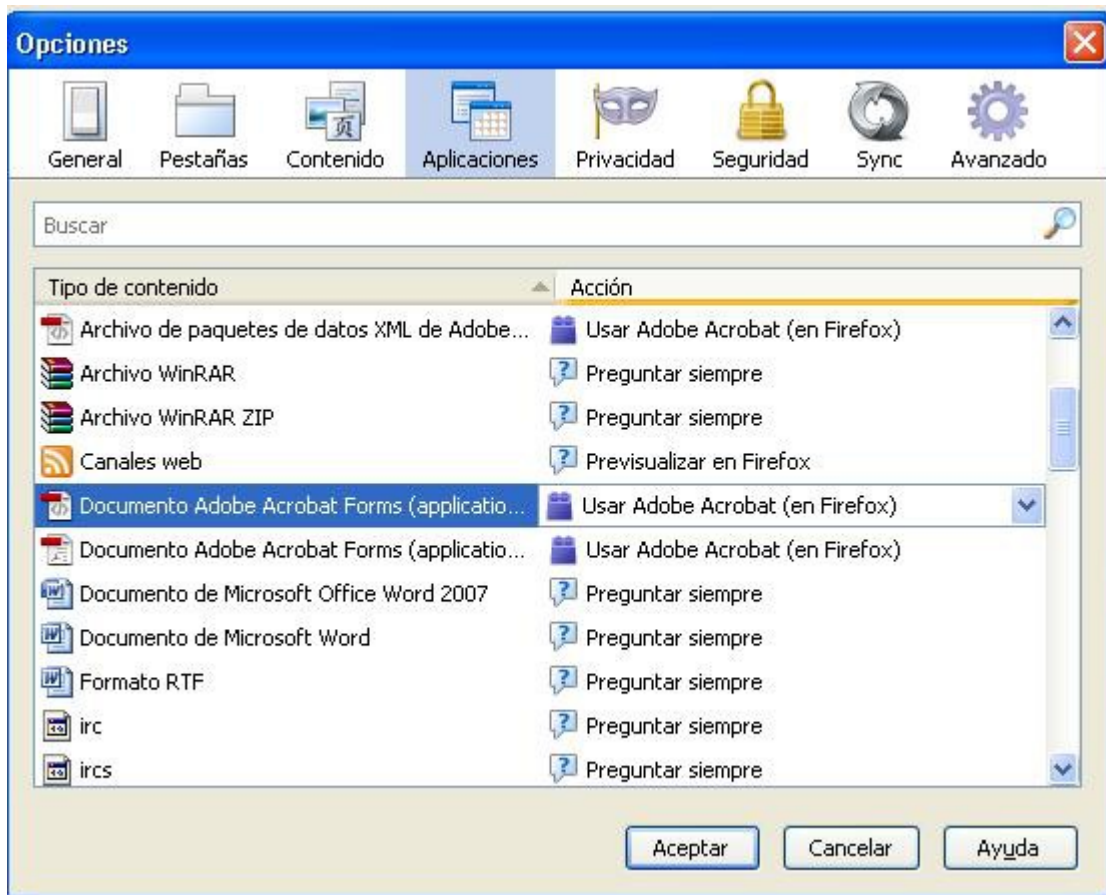 Opciones
General Pestañas Contenido Aplicaciones Privacidad Seguridad Sync Avanzado
Buscar
Tipo de contenido Acción
Archivo de paquetes de datos XML de Adobe... Usar Adobe Acrobat (en Firefox)
Archivo WinRAR Preguntar siempre
Archivo WinRAR ZIP Preguntar siempre
Canales web Previsualizar en Firefox
Documento Adobe Acrobat Forms (applicatio... Usar Adobe Acrobat (en Firefox)
Documento Adobe Acrobat Forms (applicatio... Usar Adobe Acrobat (en Firefox)
Documento de Microsoft Office Word 2007 Preguntar siempre
Documento de Microsoft Word Preguntar siempre
Formato RTF Preguntar siempre
irc Preguntar siempre
ircs Preguntar siempre
Aceptar Cancelar Ayuda